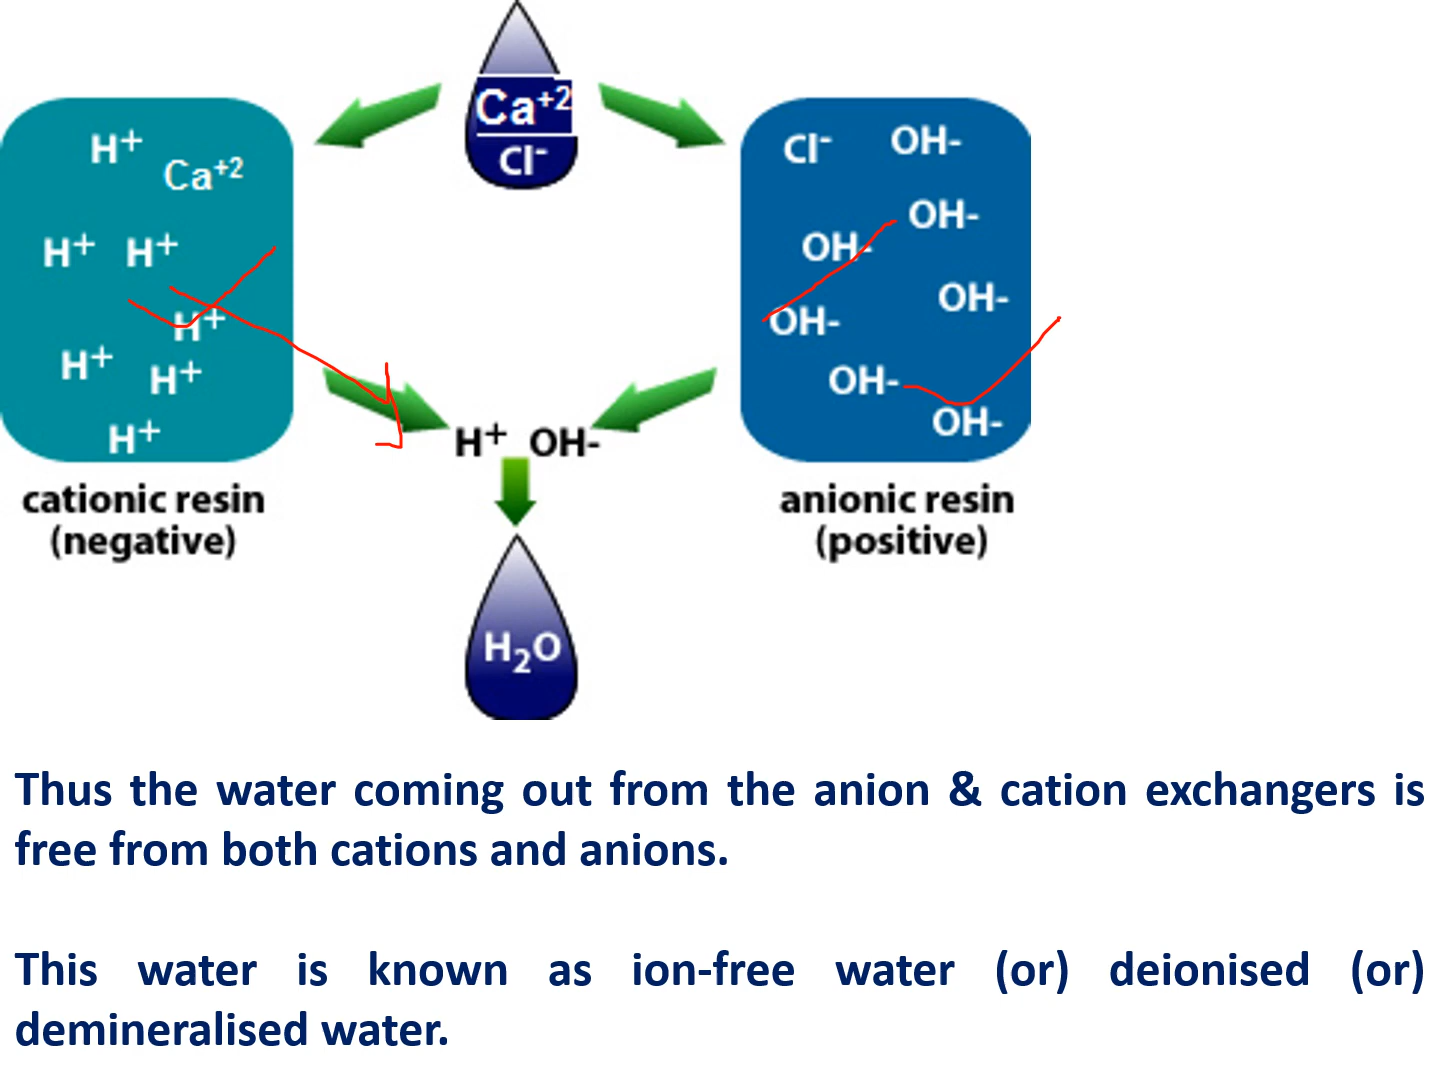 Ca⁺²
Cl⁻
H⁺
Ca⁺²
H⁺ H⁺
H⁺
H⁺
H⁺
H⁺
cationic resin
(negative)
Cl⁻ OH-
OH-
OH-
OH-
OH-
OH-
OH-
anionic resin
(positive)
H⁺ OH-
H₂O
Thus the water coming out from the anion & cation exchangers is
free from both cations and anions.
This water is known as ion-free water (or) deionised (or)
demineralised water.